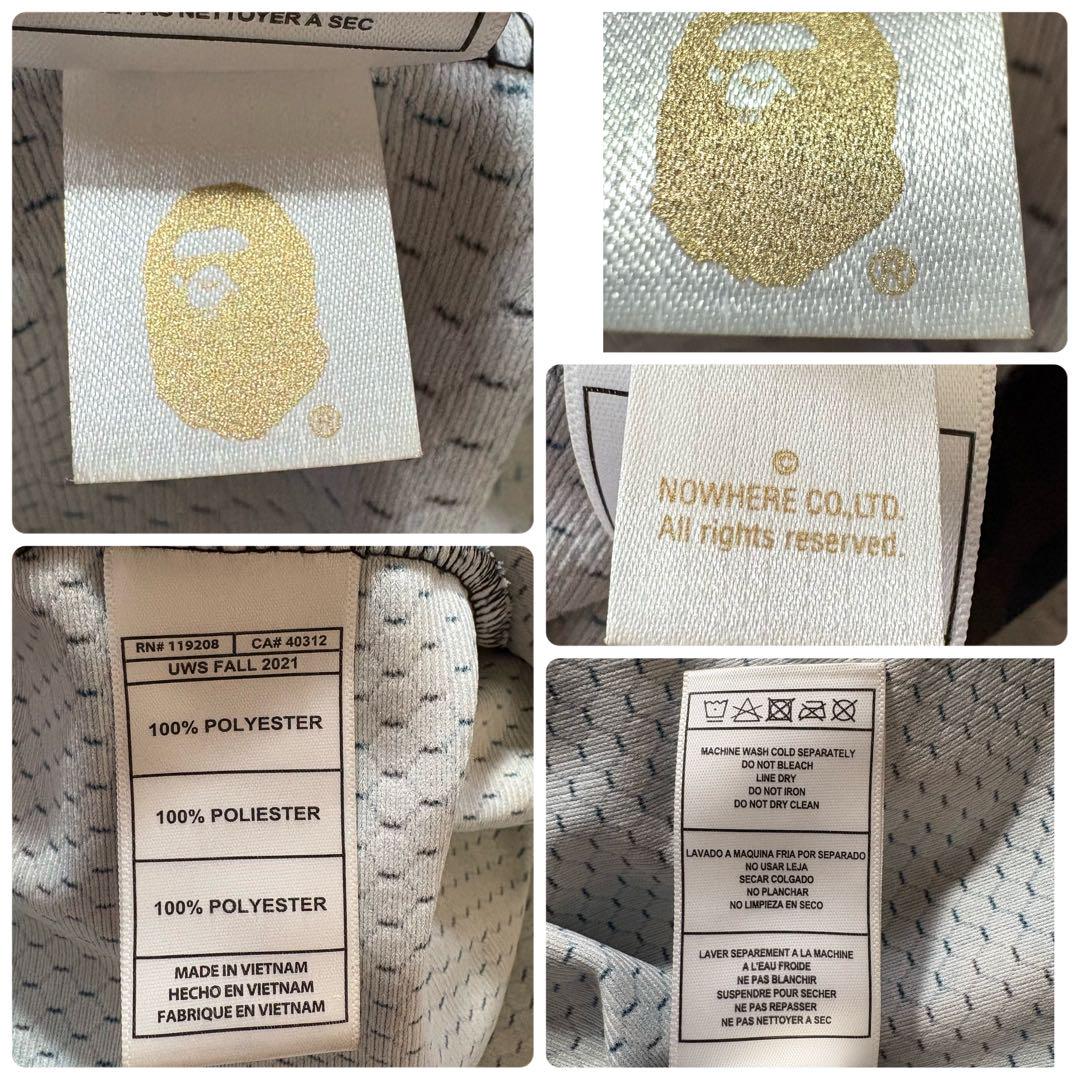 PAS NETTOYER A SEC
®
®
©
NOWHERE CO.,LTD.
All rights reserved.
RN# 119208 CA# 40312
UWS FALL 2021
100% POLYESTER
100% POLIESTER
100% POLYESTER
MADE IN VIETNAM
HECHO EN VIETNAM
FABRIQUE EN VIETNAM
MACHINE WASH COLD SEPARATELY
DO NOT BLEACH
LINE DRY
DO NOT IRON
DO NOT DRY CLEAN
LAVADO A MAQUINA FRIA POR SEPARADO
NO USAR LEJA
SECAR COLGADO
NO PLANCHAR
NO LIMPIEZA EN SECO
LAVER SEPAREMENT A LA MACHINE
A L'EAU FROIDE
NE PAS BLANCHIR
SUSPENDRE POUR SECHER
NE PAS REPASSER
NE PAS NETTOYER A SEC